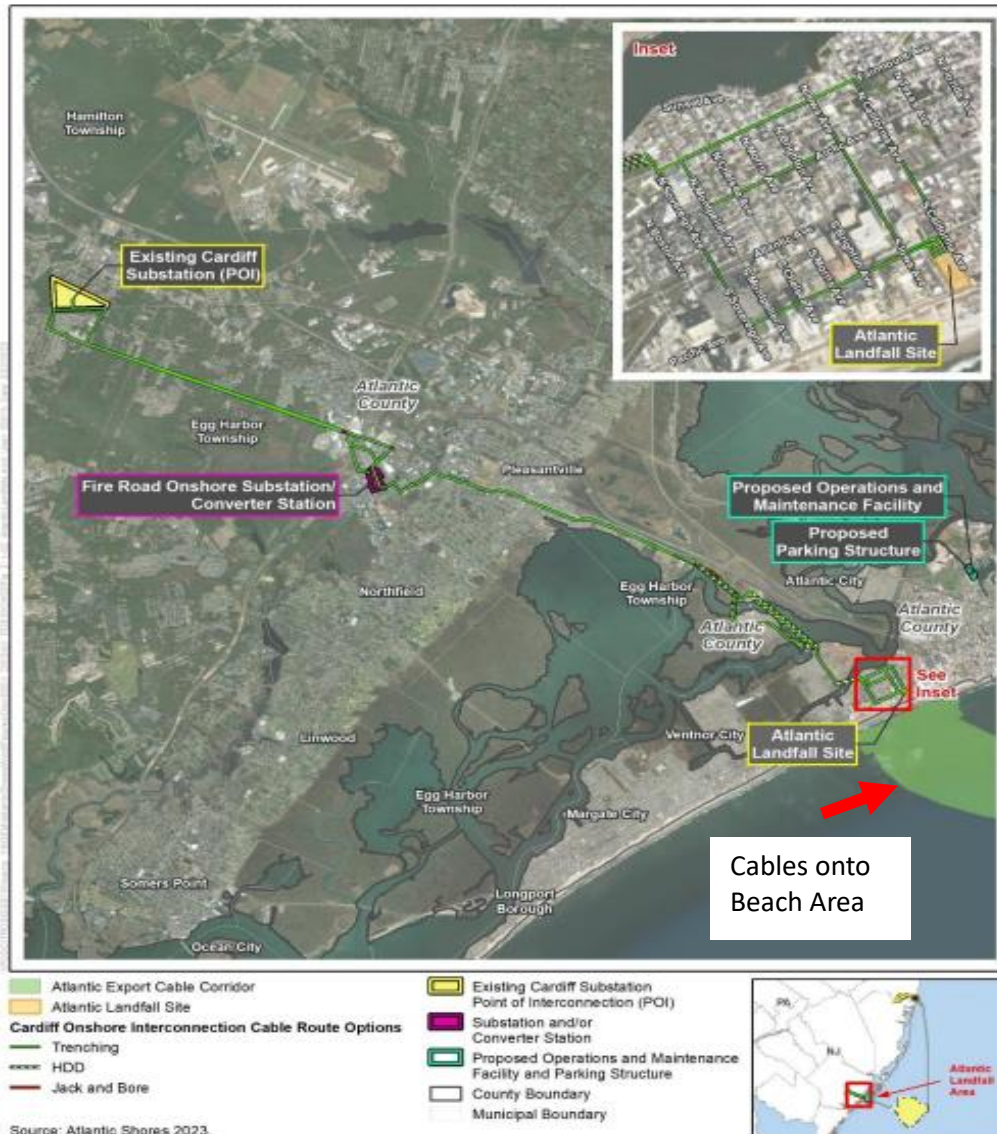 Hamilton
Township
Existing Cardiff
Substation (POI)
Atlantic
County
Egg Harbor
Township
Fire Road Onshore Substation/
Converter Station
Pleasantville
Northfield
Egg Harbor
Township
Atlantic
County
Linwood
Egg Harbor
Township
Somers Point
Ocean City
Longport
Borough
Margate City
Ventnor City
Proposed Operations and
Maintenance Facility
Proposed
Parking Structure
Atlantic City
Atlantic
County
See
Inset
Atlantic
Landfall Site
Cables onto
Beach Area
Inset
Sunset Ave
Atlantic Ave
Pacific Ave
Atlantic
Landfall Site
Atlantic Export Cable Corridor
Atlantic Landfall Site
Cardiff Onshore Interconnection Cable Route Options
Trenching
HDD
Jack and Bore
Source: Atlantic Shores 2023.
Existing Cardiff Substation
Point of Interconnection (POI)
Substation and/or
Converter Station
Proposed Operations and Maintenance
Facility and Parking Structure
County Boundary
Municipal Boundary
PA
NJ
Atlantic
Landfall
Area